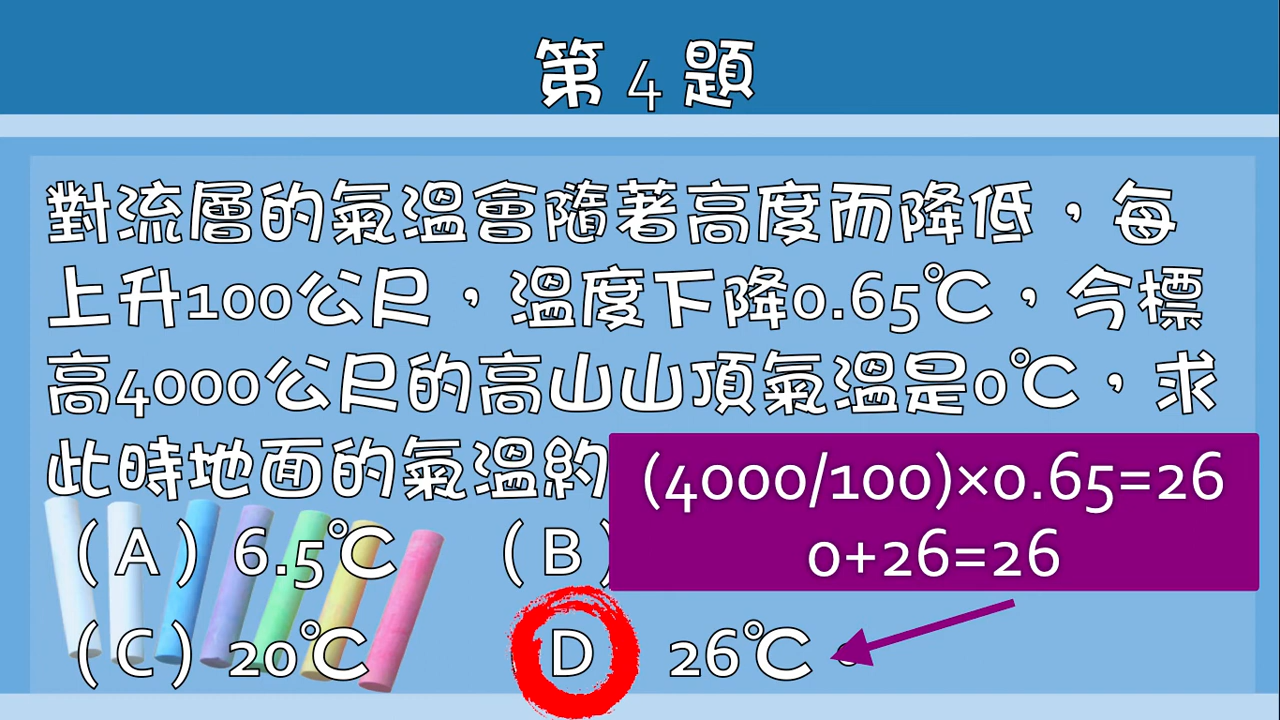 第 4 題
對流層的氣溫會隨著高度而降低，每
上升100公尺，溫度下降0.65℃，今標
高4000公尺的高山山頂氣溫是0℃，求
此時地面的氣溫約
(4000/100)×0.65=26
0+26=26
（A）6.5℃ （B）
（C）20℃ D 26℃。